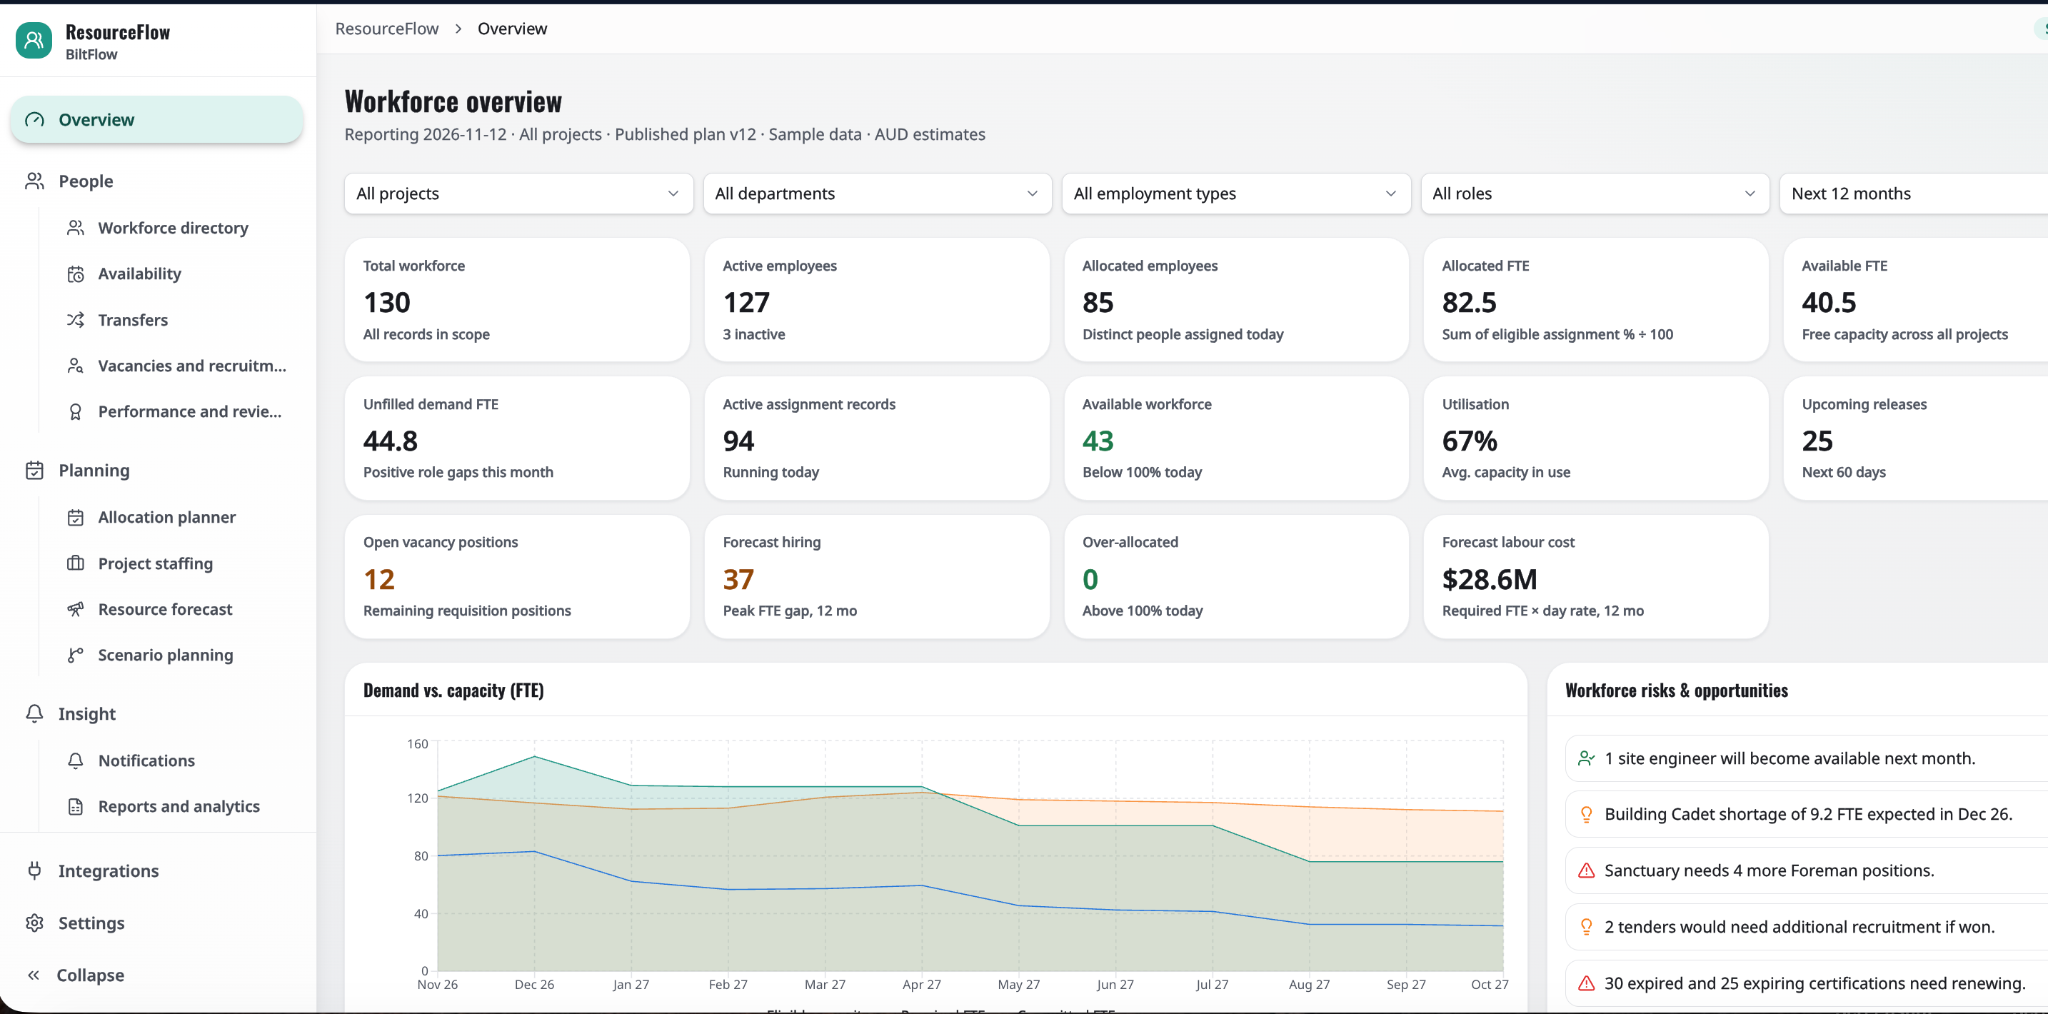 ResourceFlow
BiltFlow
ResourceFlow > Overview
Overview
People
Workforce directory
Availability
Transfers
Vacancies and recruitm...
Performance and revie...
Planning
Allocation planner
Project staffing
Resource forecast
Scenario planning
Insight
Notifications
Reports and analytics
Integrations
Settings
Collapse
Workforce overview
Reporting 2026-11-12 · All projects · Published plan v12 · Sample data · AUD estimates
All projects
All departments
All employment types
All roles
Next 12 months
Total workforce
130
All records in scope
Active employees
127
3 inactive
Allocated employees
85
Distinct people assigned today
Allocated FTE
82.5
Sum of eligible assignment % ÷ 100
Available FTE
40.5
Free capacity across all projects
Unfilled demand FTE
44.8
Positive role gaps this month
Active assignment records
94
Running today
Available workforce
43
Below 100% today
Utilisation
67%
Avg. capacity in use
Upcoming releases
25
Next 60 days
Open vacancy positions
12
Remaining requisition positions
Forecast hiring
37
Peak FTE gap, 12 mo
Over-allocated
0
Above 100% today
Forecast labour cost
$28.6M
Required FTE × day rate, 12 mo
Demand vs. capacity (FTE)
160
120
80
40
0
Nov 26 Dec 26 Jan 27 Feb 27 Mar 27 Apr 27 May 27 Jun 27 Jul 27 Aug 27 Sep 27 Oct 27
Workforce risks & opportunities
1 site engineer will become available next month.
Building Cadet shortage of 9.2 FTE expected in Dec 26.
Sanctuary needs 4 more Foreman positions.
2 tenders would need additional recruitment if won.
30 expired and 25 expiring certifications need renewing.